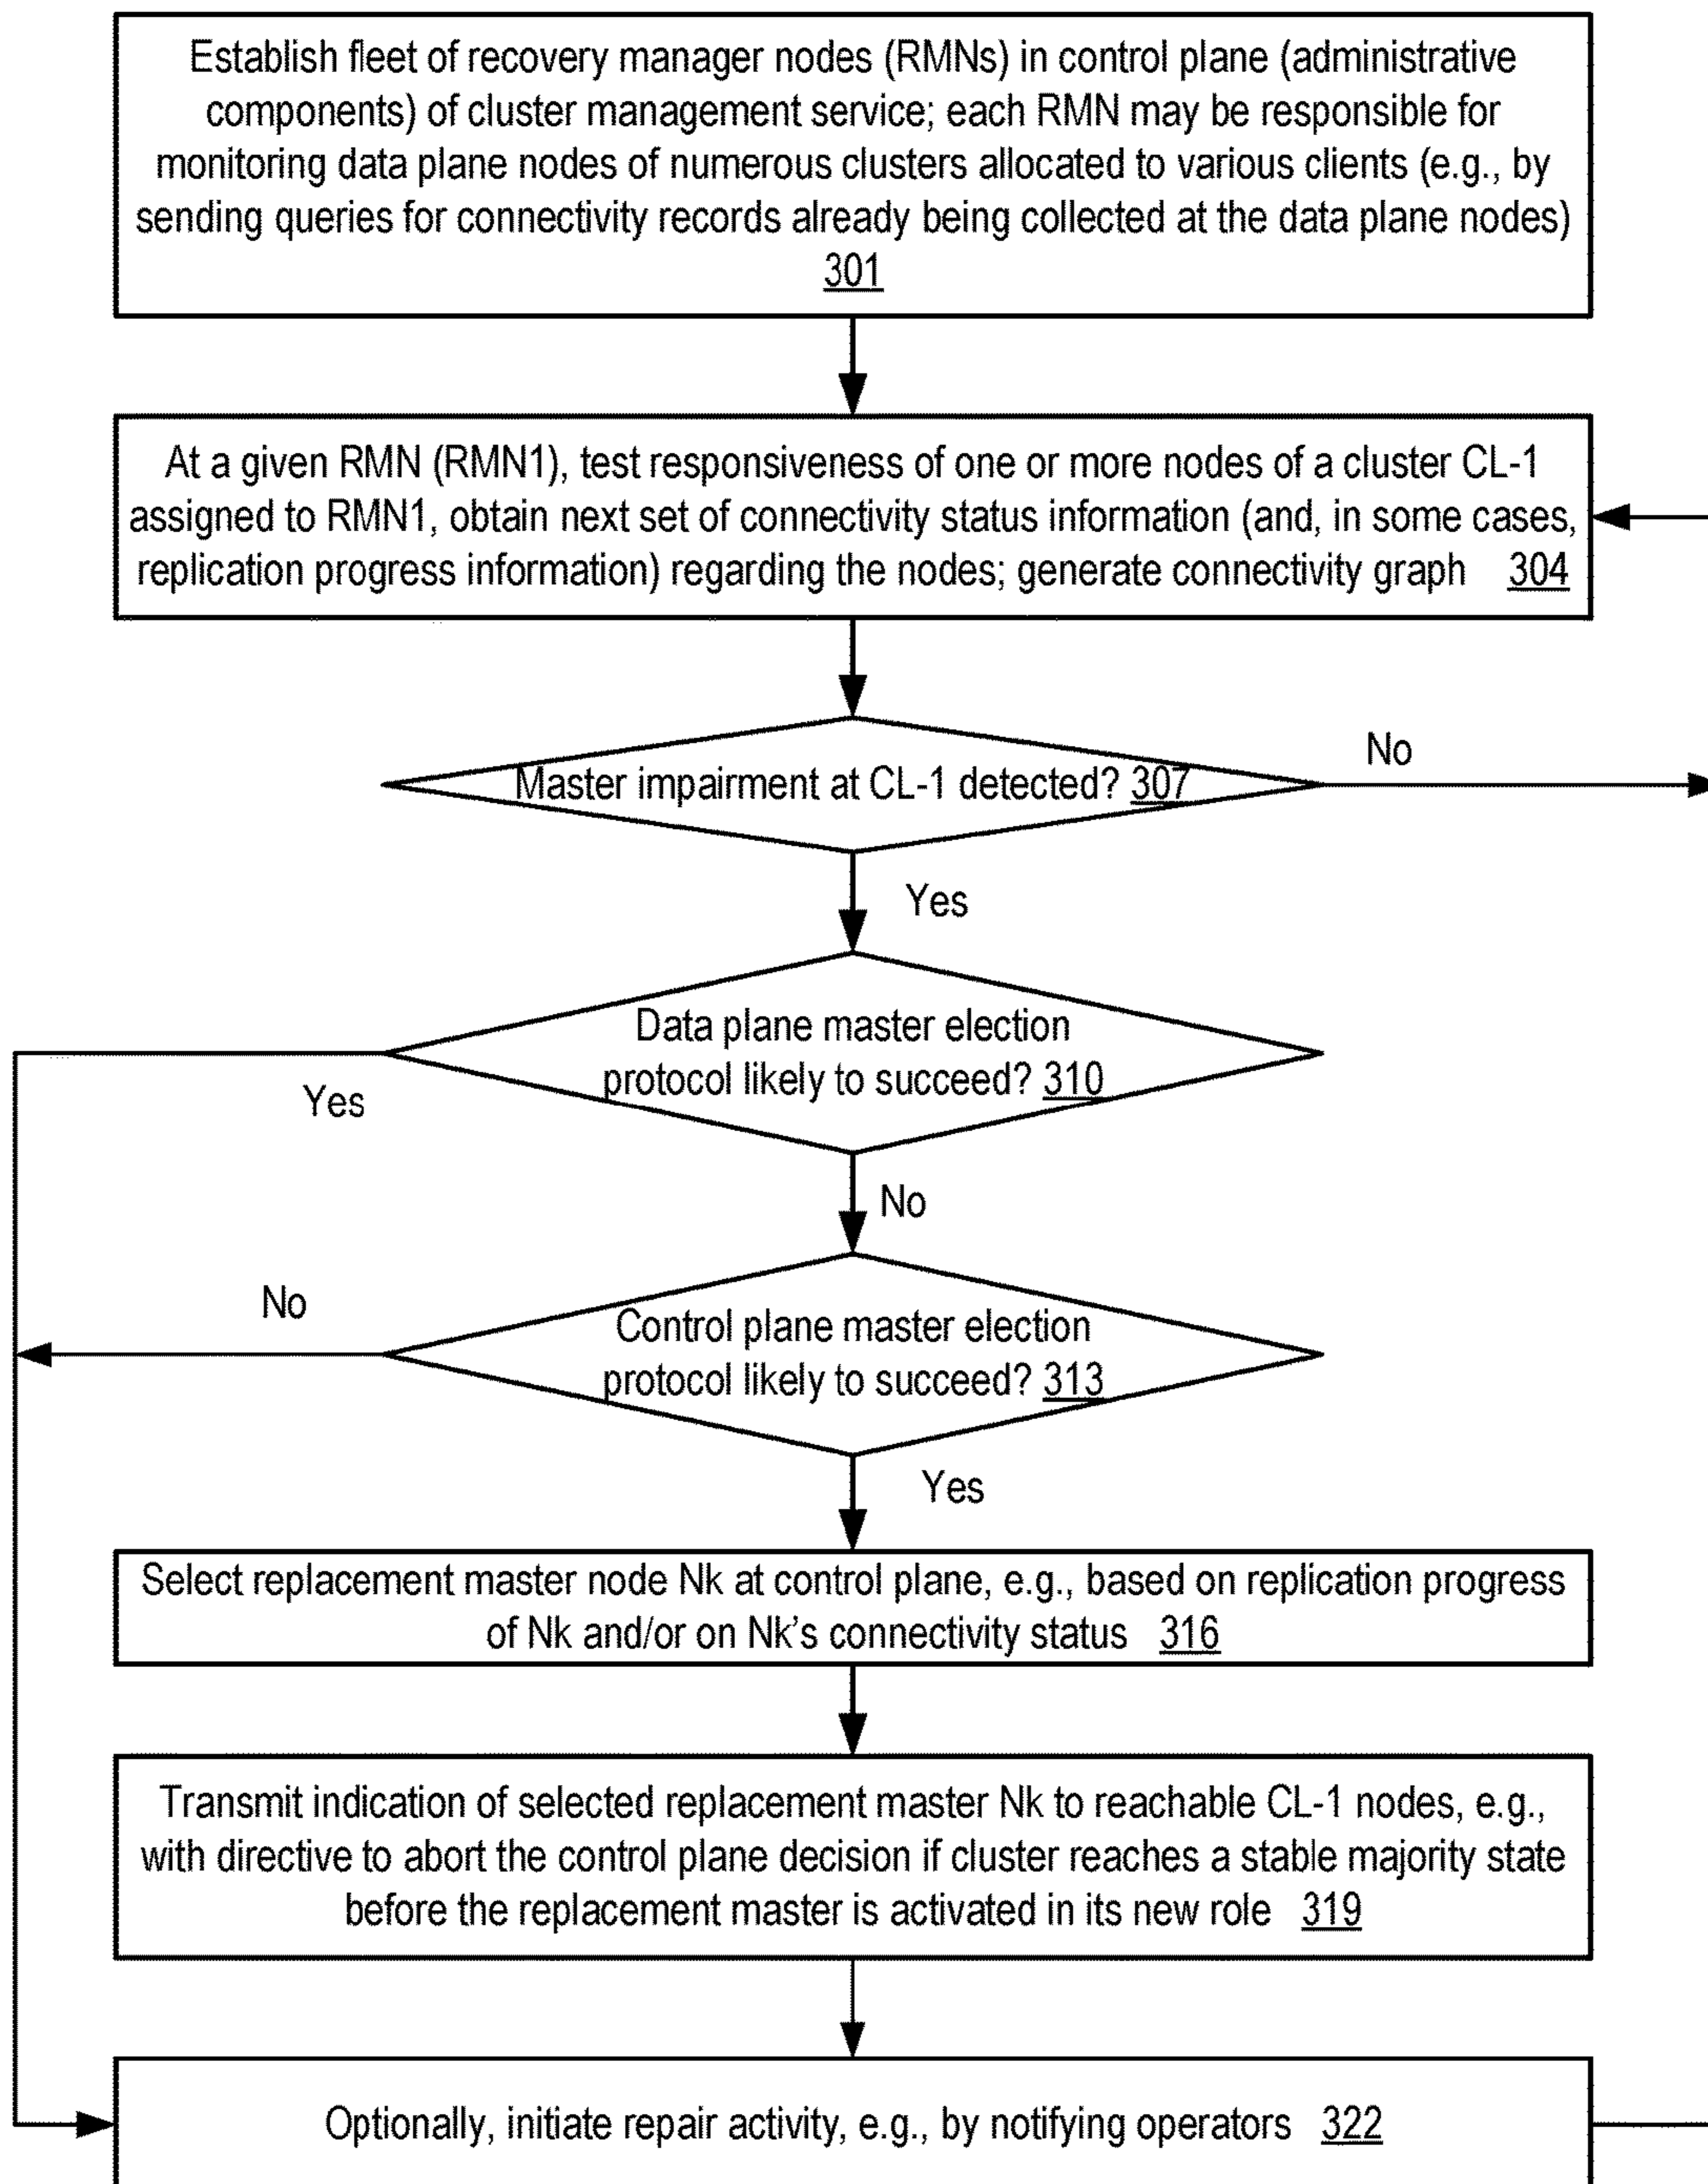 Establish fleet of recovery manager nodes (RMNs) in control plane (administrative
components) of cluster management service; each RMN may be responsible for
monitoring data plane nodes of numerous clusters allocated to various clients (e.g., by
sending queries for connectivity records already being collected at the data plane nodes)
301
At a given RMN (RMN1), test responsiveness of one or more nodes of a cluster CL-1
assigned to RMN1, obtain next set of connectivity status information (and, in some cases,
replication progress information) regarding the nodes; generate connectivity graph 304
No
Master impairment at CL-1 detected? 307
Yes
Data plane master election
protocol likely to succeed? 310
Yes
No
No
Control plane master election
protocol likely to succeed? 313
Yes
Select replacement master node Nk at control plane, e.g., based on replication progress
of Nk and/or on Nk’s connectivity status 316
Transmit indication of selected replacement master Nk to reachable CL-1 nodes, e.g.,
with directive to abort the control plane decision if cluster reaches a stable majority state
before the replacement master is activated in its new role 319
Optionally, initiate repair activity, e.g., by notifying operators 322